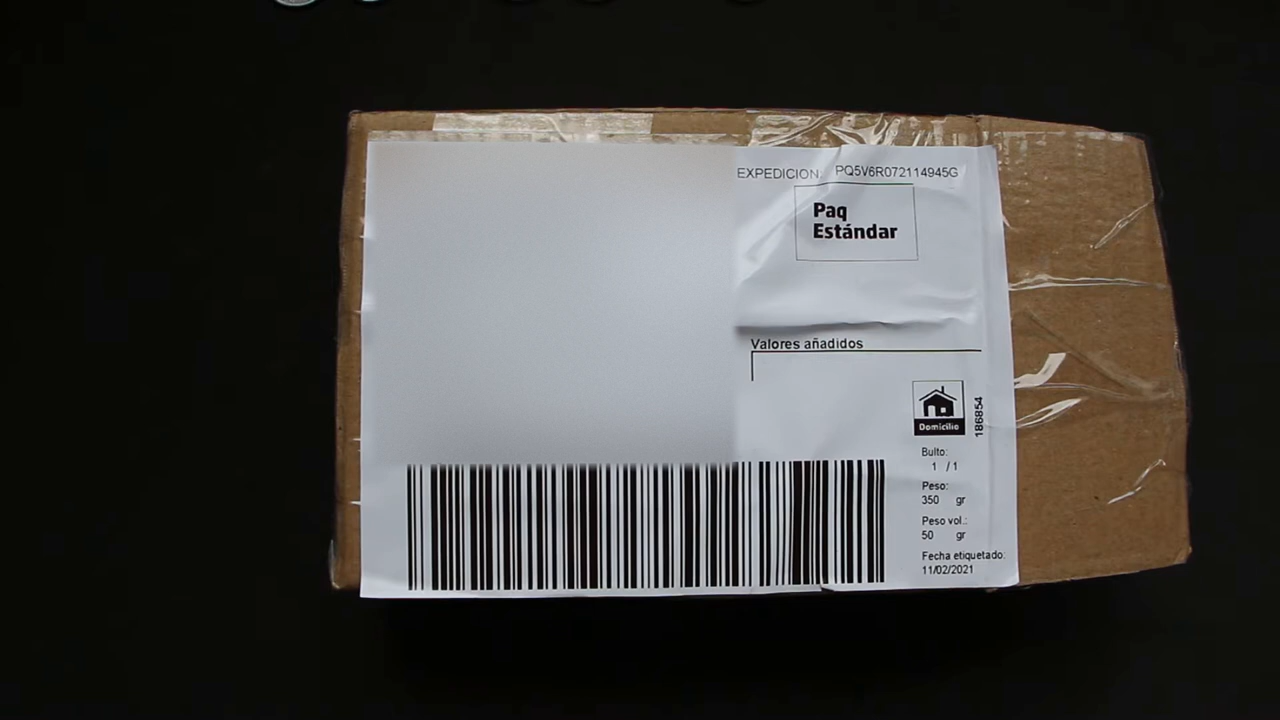 EXPEDICION: PQ5V6R072114945G
Paq
Estándar
Valores añadidos
Domicilio
186854
Bulto:
1 / 1
Peso:
350 gr
Peso vol.:
50 gr
Fecha etiquetado:
11/02/2021